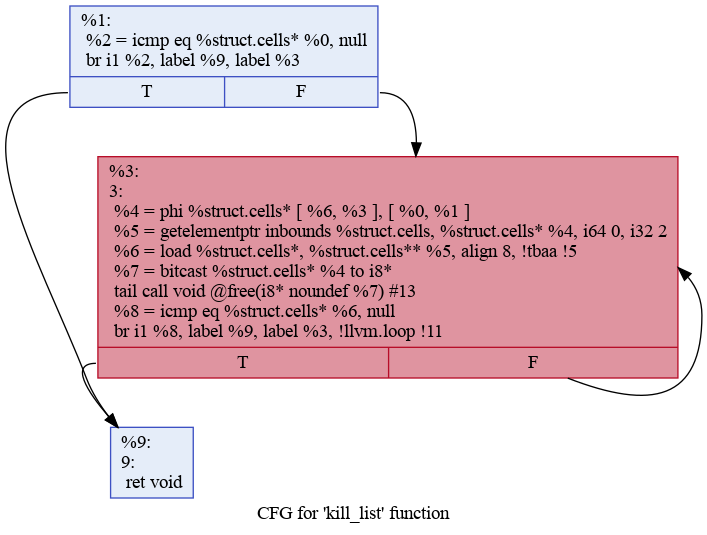 %1:
%2 = icmp eq %struct.cells* %0, null
br i1 %2, label %9, label %3
T F
%3:
3:
%4 = phi %struct.cells* [ %6, %3 ], [ %0, %1 ]
%5 = getelementptr inbounds %struct.cells, %struct.cells* %4, i64 0, i32 2
%6 = load %struct.cells*, %struct.cells** %5, align 8, !tbaa !5
%7 = bitcast %struct.cells* %4 to i8*
tail call void @free(i8* noundef %7) #13
%8 = icmp eq %struct.cells* %6, null
br i1 %8, label %9, label %3, !llvm.loop !11
T F
%9:
9:
ret void
CFG for 'kill_list' function